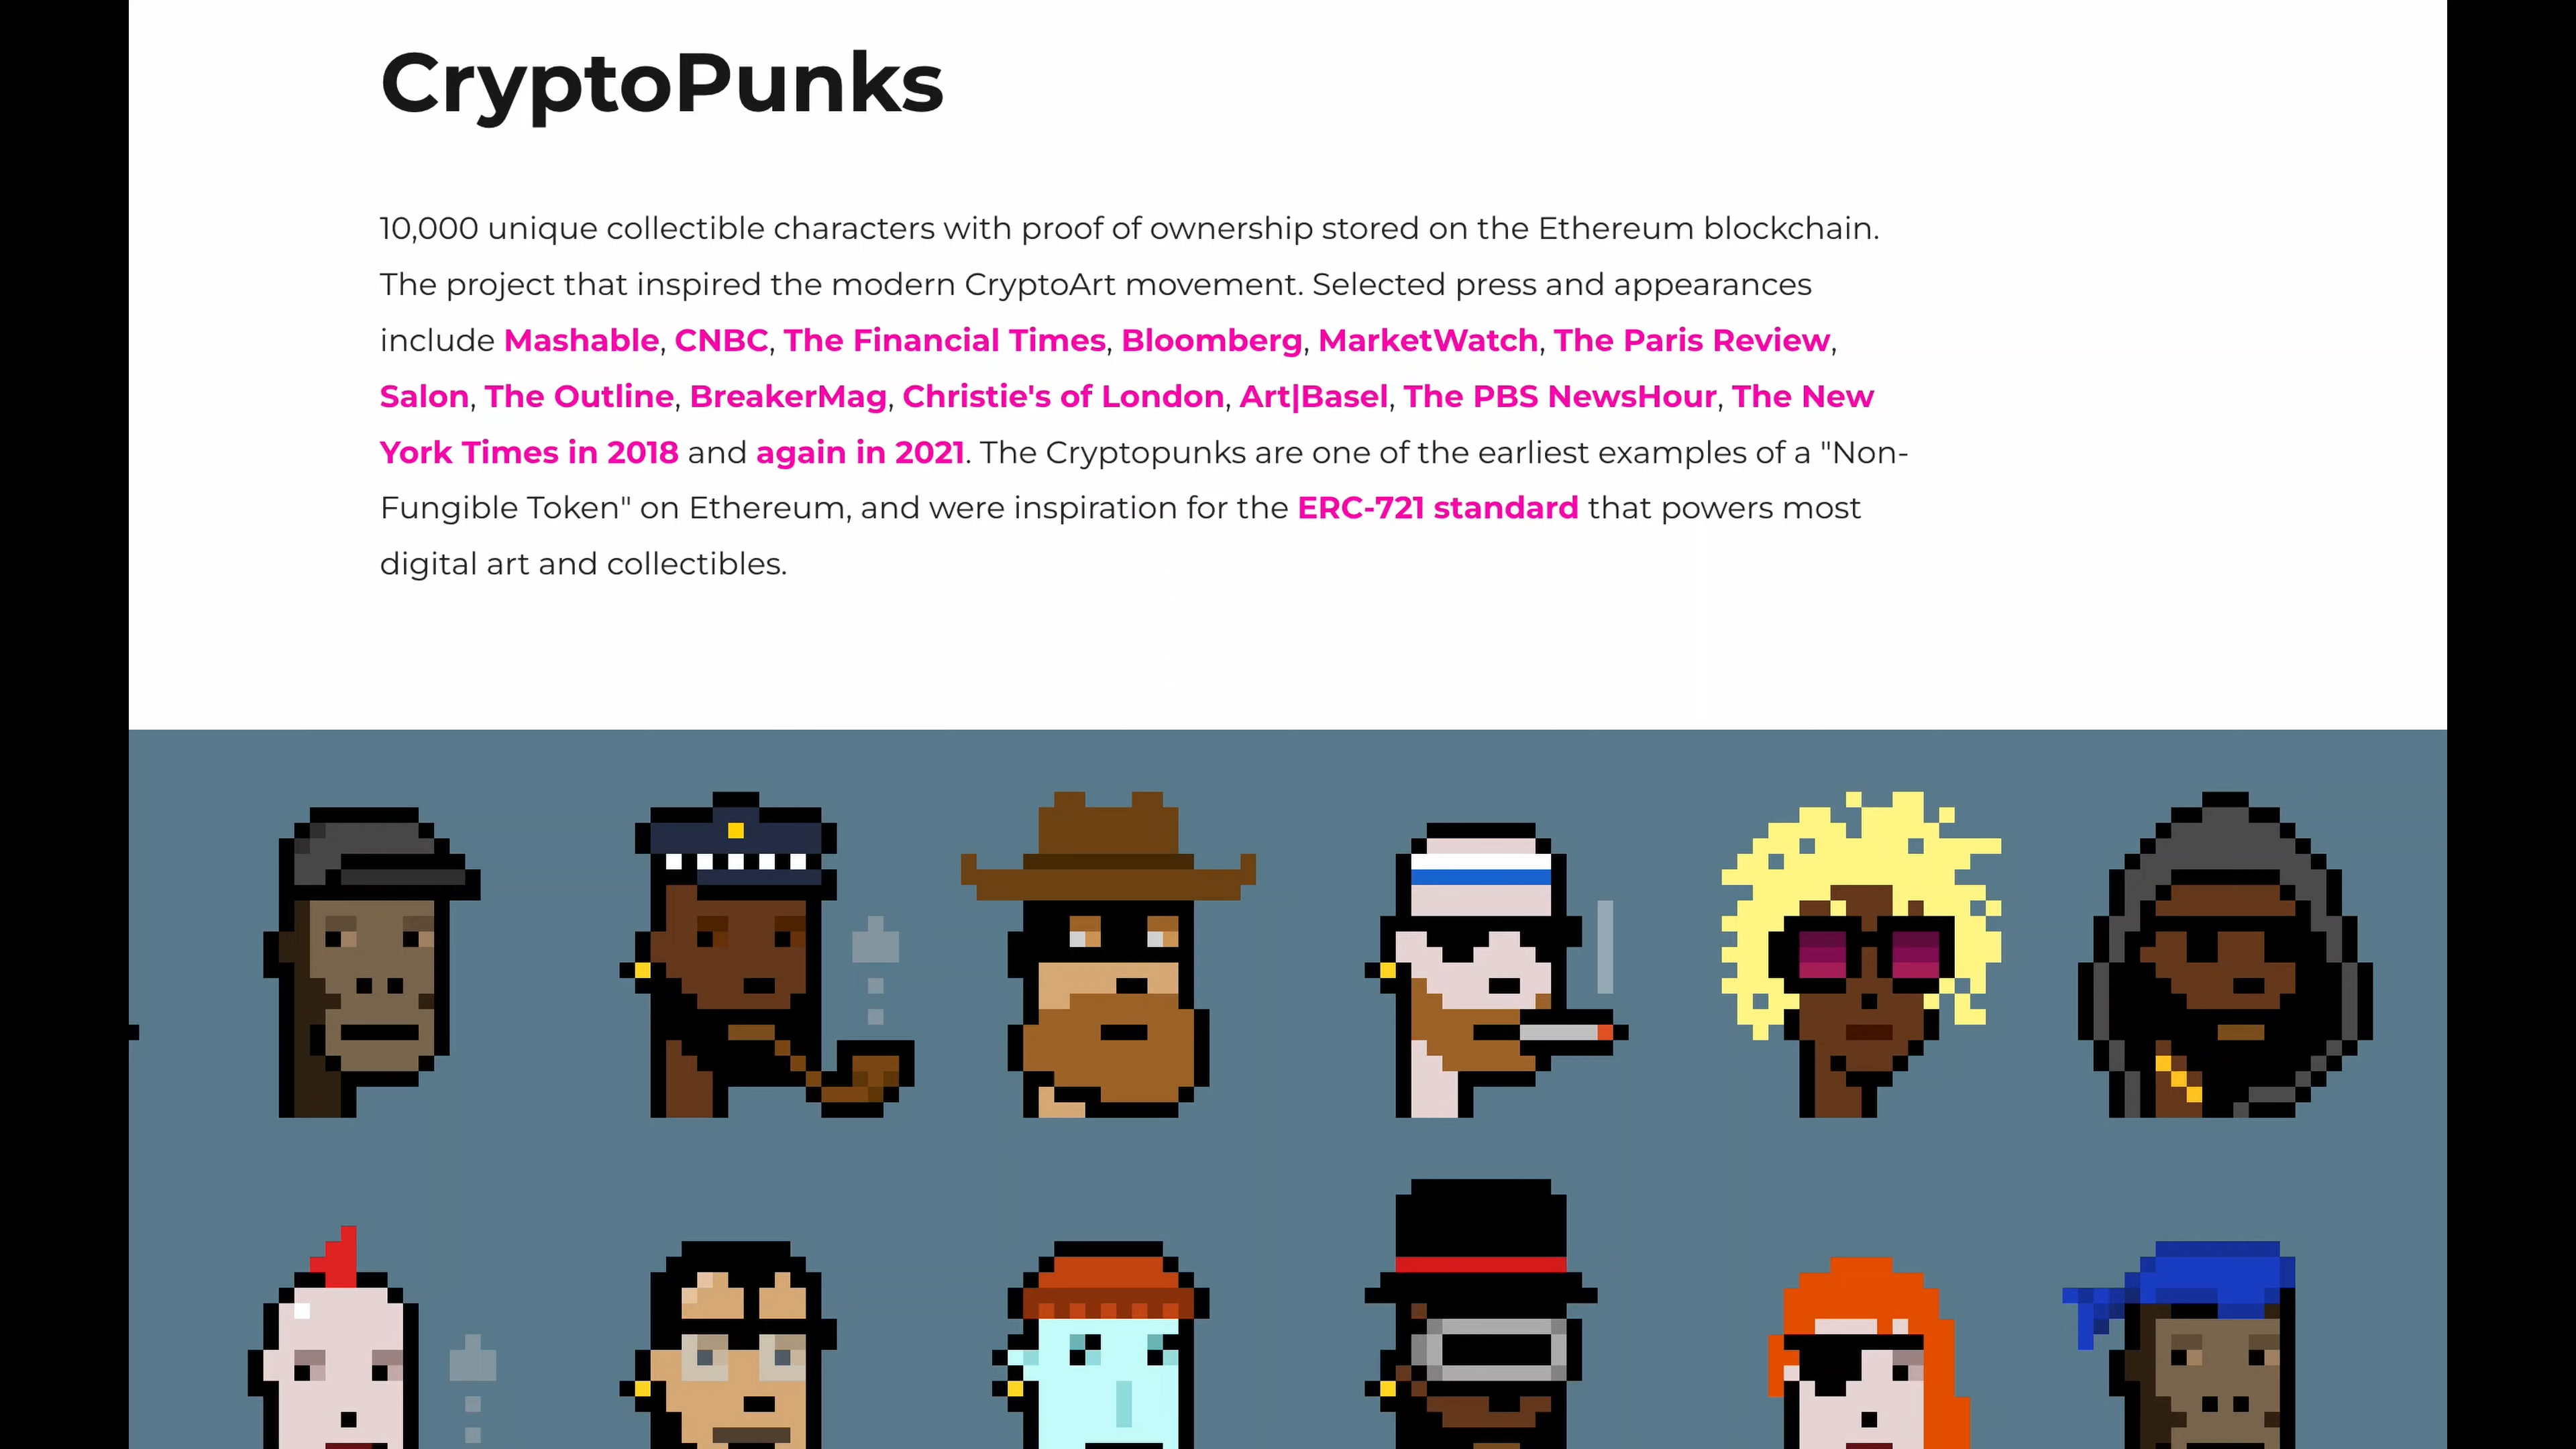 CryptoPunks
10,000 unique collectible characters with proof of ownership stored on the Ethereum blockchain.
The project that inspired the modern CryptoArt movement. Selected press and appearances
include Mashable, CNBC, The Financial Times, Bloomberg, MarketWatch, The Paris Review,
Salon, The Outline, BreakerMag, Christie's of London, Art|Basel, The PBS NewsHour, The New
York Times in 2018 and again in 2021. The Cryptopunks are one of the earliest examples of a "Non-
Fungible Token" on Ethereum, and were inspiration for the ERC-721 standard that powers most
digital art and collectibles.